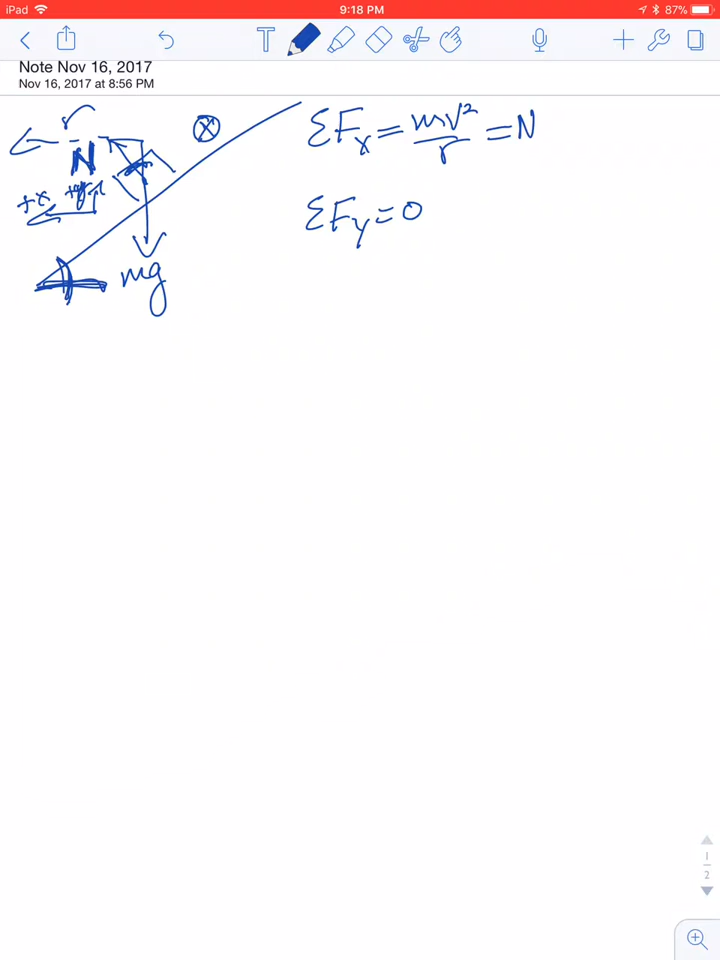 iPad 9:18 PM 87%
T
Note Nov 16, 2017
Nov 16, 2017 at 8:56 PM
r
N
+x
mg
ΣFx = mv²/r = N
ΣFy = 0
1
2